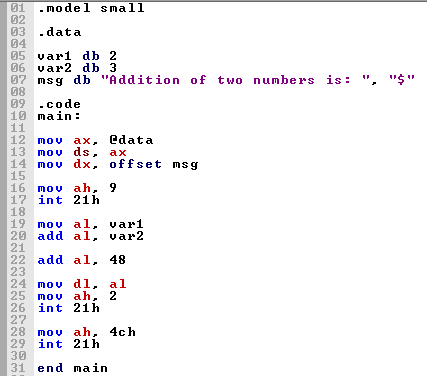 01 .model small
02
03 .data
04
05 var1 db 2
06 var2 db 3
07 msg db "Addition of two numbers is: ", "$"
08
09 .code
10 main:
11
12 mov ax, @data
13 mov ds, ax
14 mov dx, offset msg
15
16 mov ah, 9
17 int 21h
18
19 mov al, var1
20 add al, var2
21
22 add al, 48
23
24 mov dl, al
25 mov ah, 2
26 int 21h
27
28 mov ah, 4ch
29 int 21h
30
31 end main